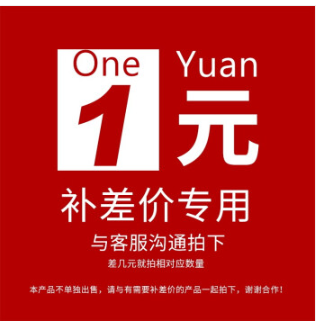 One Yuan
1元
补差价专用
与客服沟通拍下
差几元就拍相对应数量
本产品不单独出售，请与有需要补差价的产品一起拍下，谢谢合作！